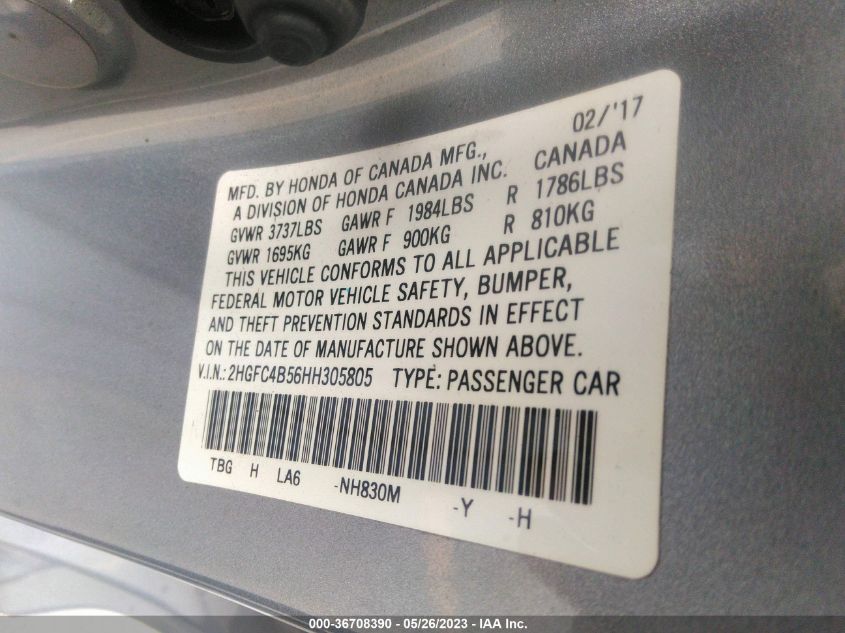 02/'17
MFD. BY HONDA OF CANADA MFG.,
A DIVISION OF HONDA CANADA INC. CANADA
GVWR 3737LBS GAWR F 1984LBS R 1786LBS
GVWR 1695KG GAWR F 900KG R 810KG
THIS VEHICLE CONFORMS TO ALL APPLICABLE
FEDERAL MOTOR VEHICLE SAFETY, BUMPER,
AND THEFT PREVENTION STANDARDS IN EFFECT
ON THE DATE OF MANUFACTURE SHOWN ABOVE.
V.I.N.: 2HGFC4B56HH305805 TYPE: PASSENGER CAR
TBG H LA6 -NH830M -Y -H
000-36708390 - 05/26/2023 - IAA Inc.